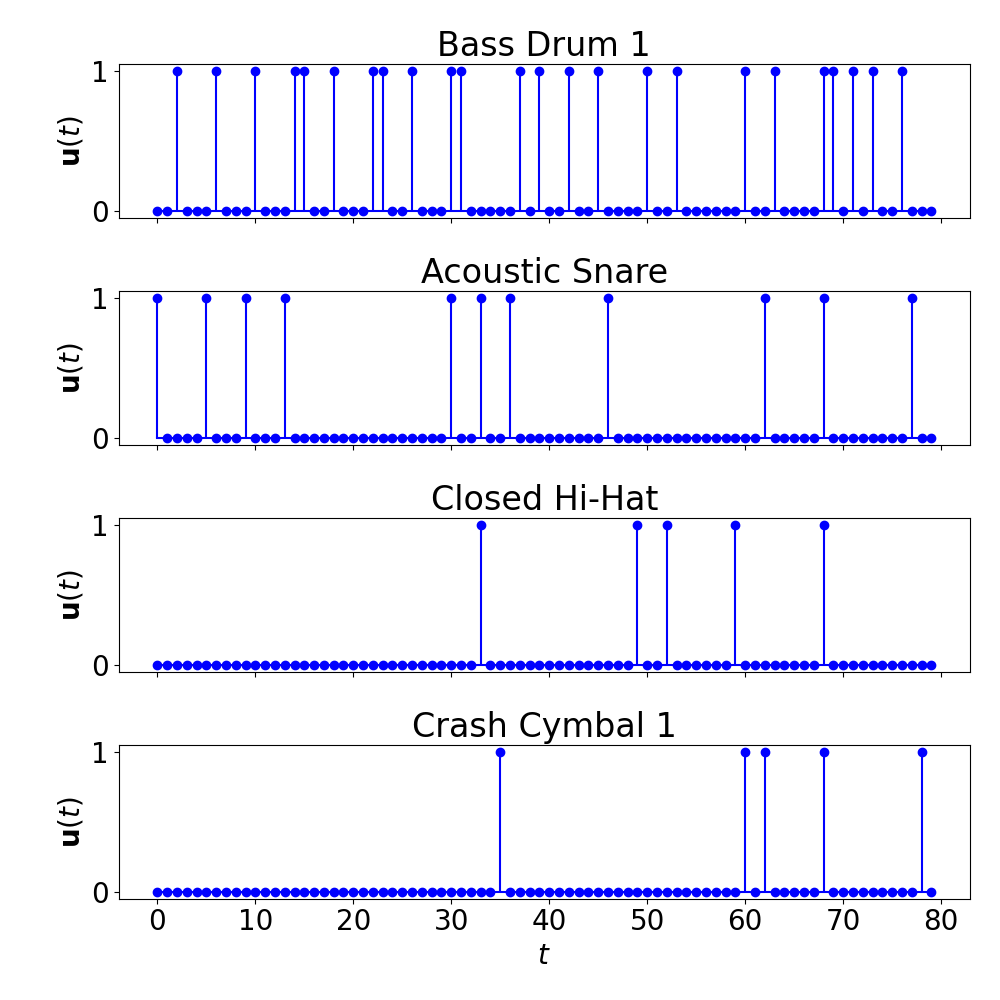 Bass Drum 1
1
u(t)
0
Acoustic Snare
1
u(t)
0
Closed Hi-Hat
1
u(t)
0
Crash Cymbal 1
1
u(t)
0
0 10 20 30 40 50 60 70 80
t